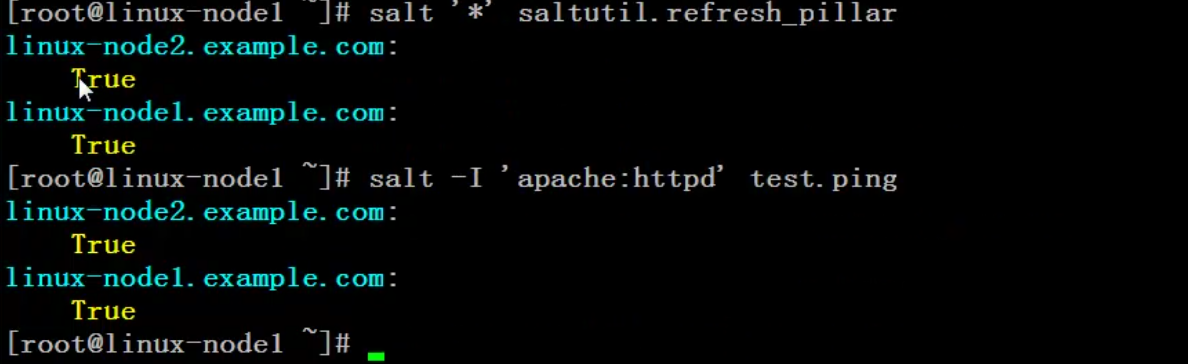 [root@linux-node1 ~]# salt '*' saltutil.refresh_pillar
linux-node2.example.com:
    True
linux-node1.example.com:
    True
[root@linux-node1 ~]# salt -I 'apache:httpd' test.ping
linux-node2.example.com:
    True
linux-node1.example.com:
    True
[root@linux-node1 ~]#